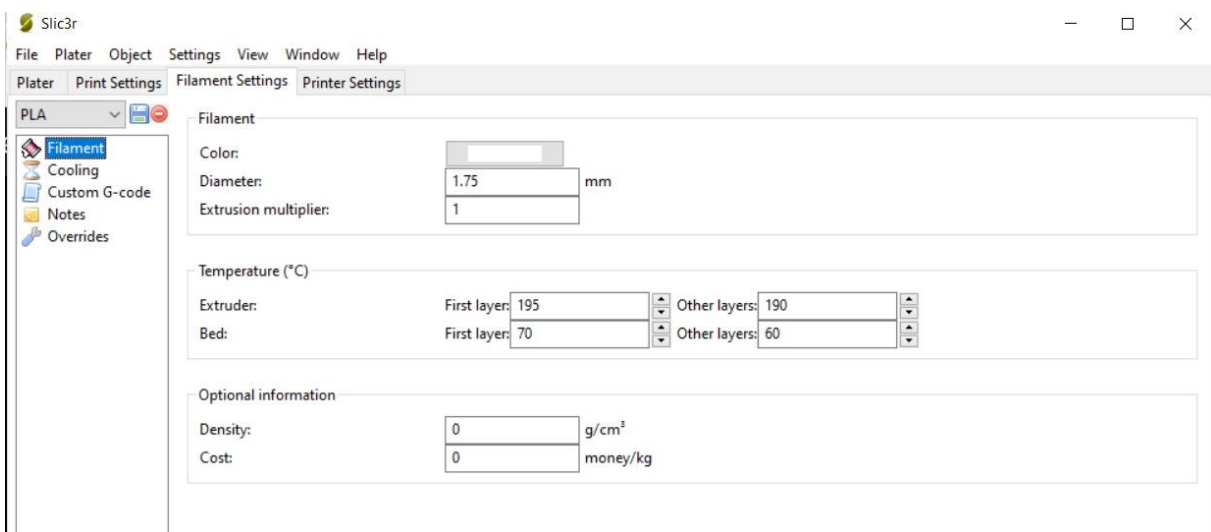 Slic3r
File Plater Object Settings View Window Help
Plater Print Settings Filament Settings Printer Settings
PLA
Filament
Cooling
Custom G-code
Notes
Overrides
Filament
Color:
Diameter: 1.75 mm
Extrusion multiplier: 1
Temperature (°C)
Extruder: First layer: 195 Other layers: 190
Bed: First layer: 70 Other layers: 60
Optional information
Density: 0 g/cm³
Cost: 0 money/kg